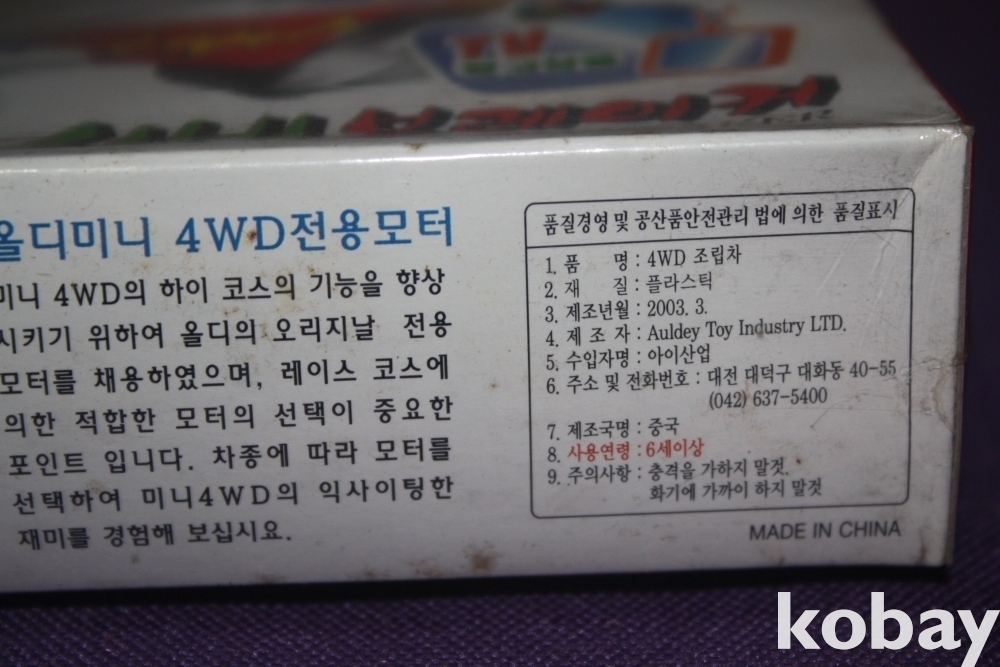 TV
올디미니 4WD전용모터
미니 4WD의 하이 코스의 기능을 향상
시키기 위하여 올디의 오리지날 전용
모터를 채용하였으며, 레이스 코스에
의한 적합한 모터의 선택이 중요한
포인트 입니다. 차종에 따라 모터를
선택하여 미니4WD의 익사이팅한
재미를 경험해 보십시요.
품질경영 및 공산품안전관리 법에 의한 품질표시
1. 품 명 : 4WD 조립차
2. 재 질 : 플라스틱
3. 제조년월 : 2003. 3.
4. 제 조 자 : Auldey Toy Industry LTD.
5. 수입자명 : 아이산업
6. 주소 및 전화번호 : 대전 대덕구 대화동 40-55
(042) 637-5400
7. 제조국명 : 중국
8. 사용연령 : 6세이상
9. 주의사항 : 충격을 가하지 말것.
화기에 가까이 하지 말것
MADE IN CHINA
kobay